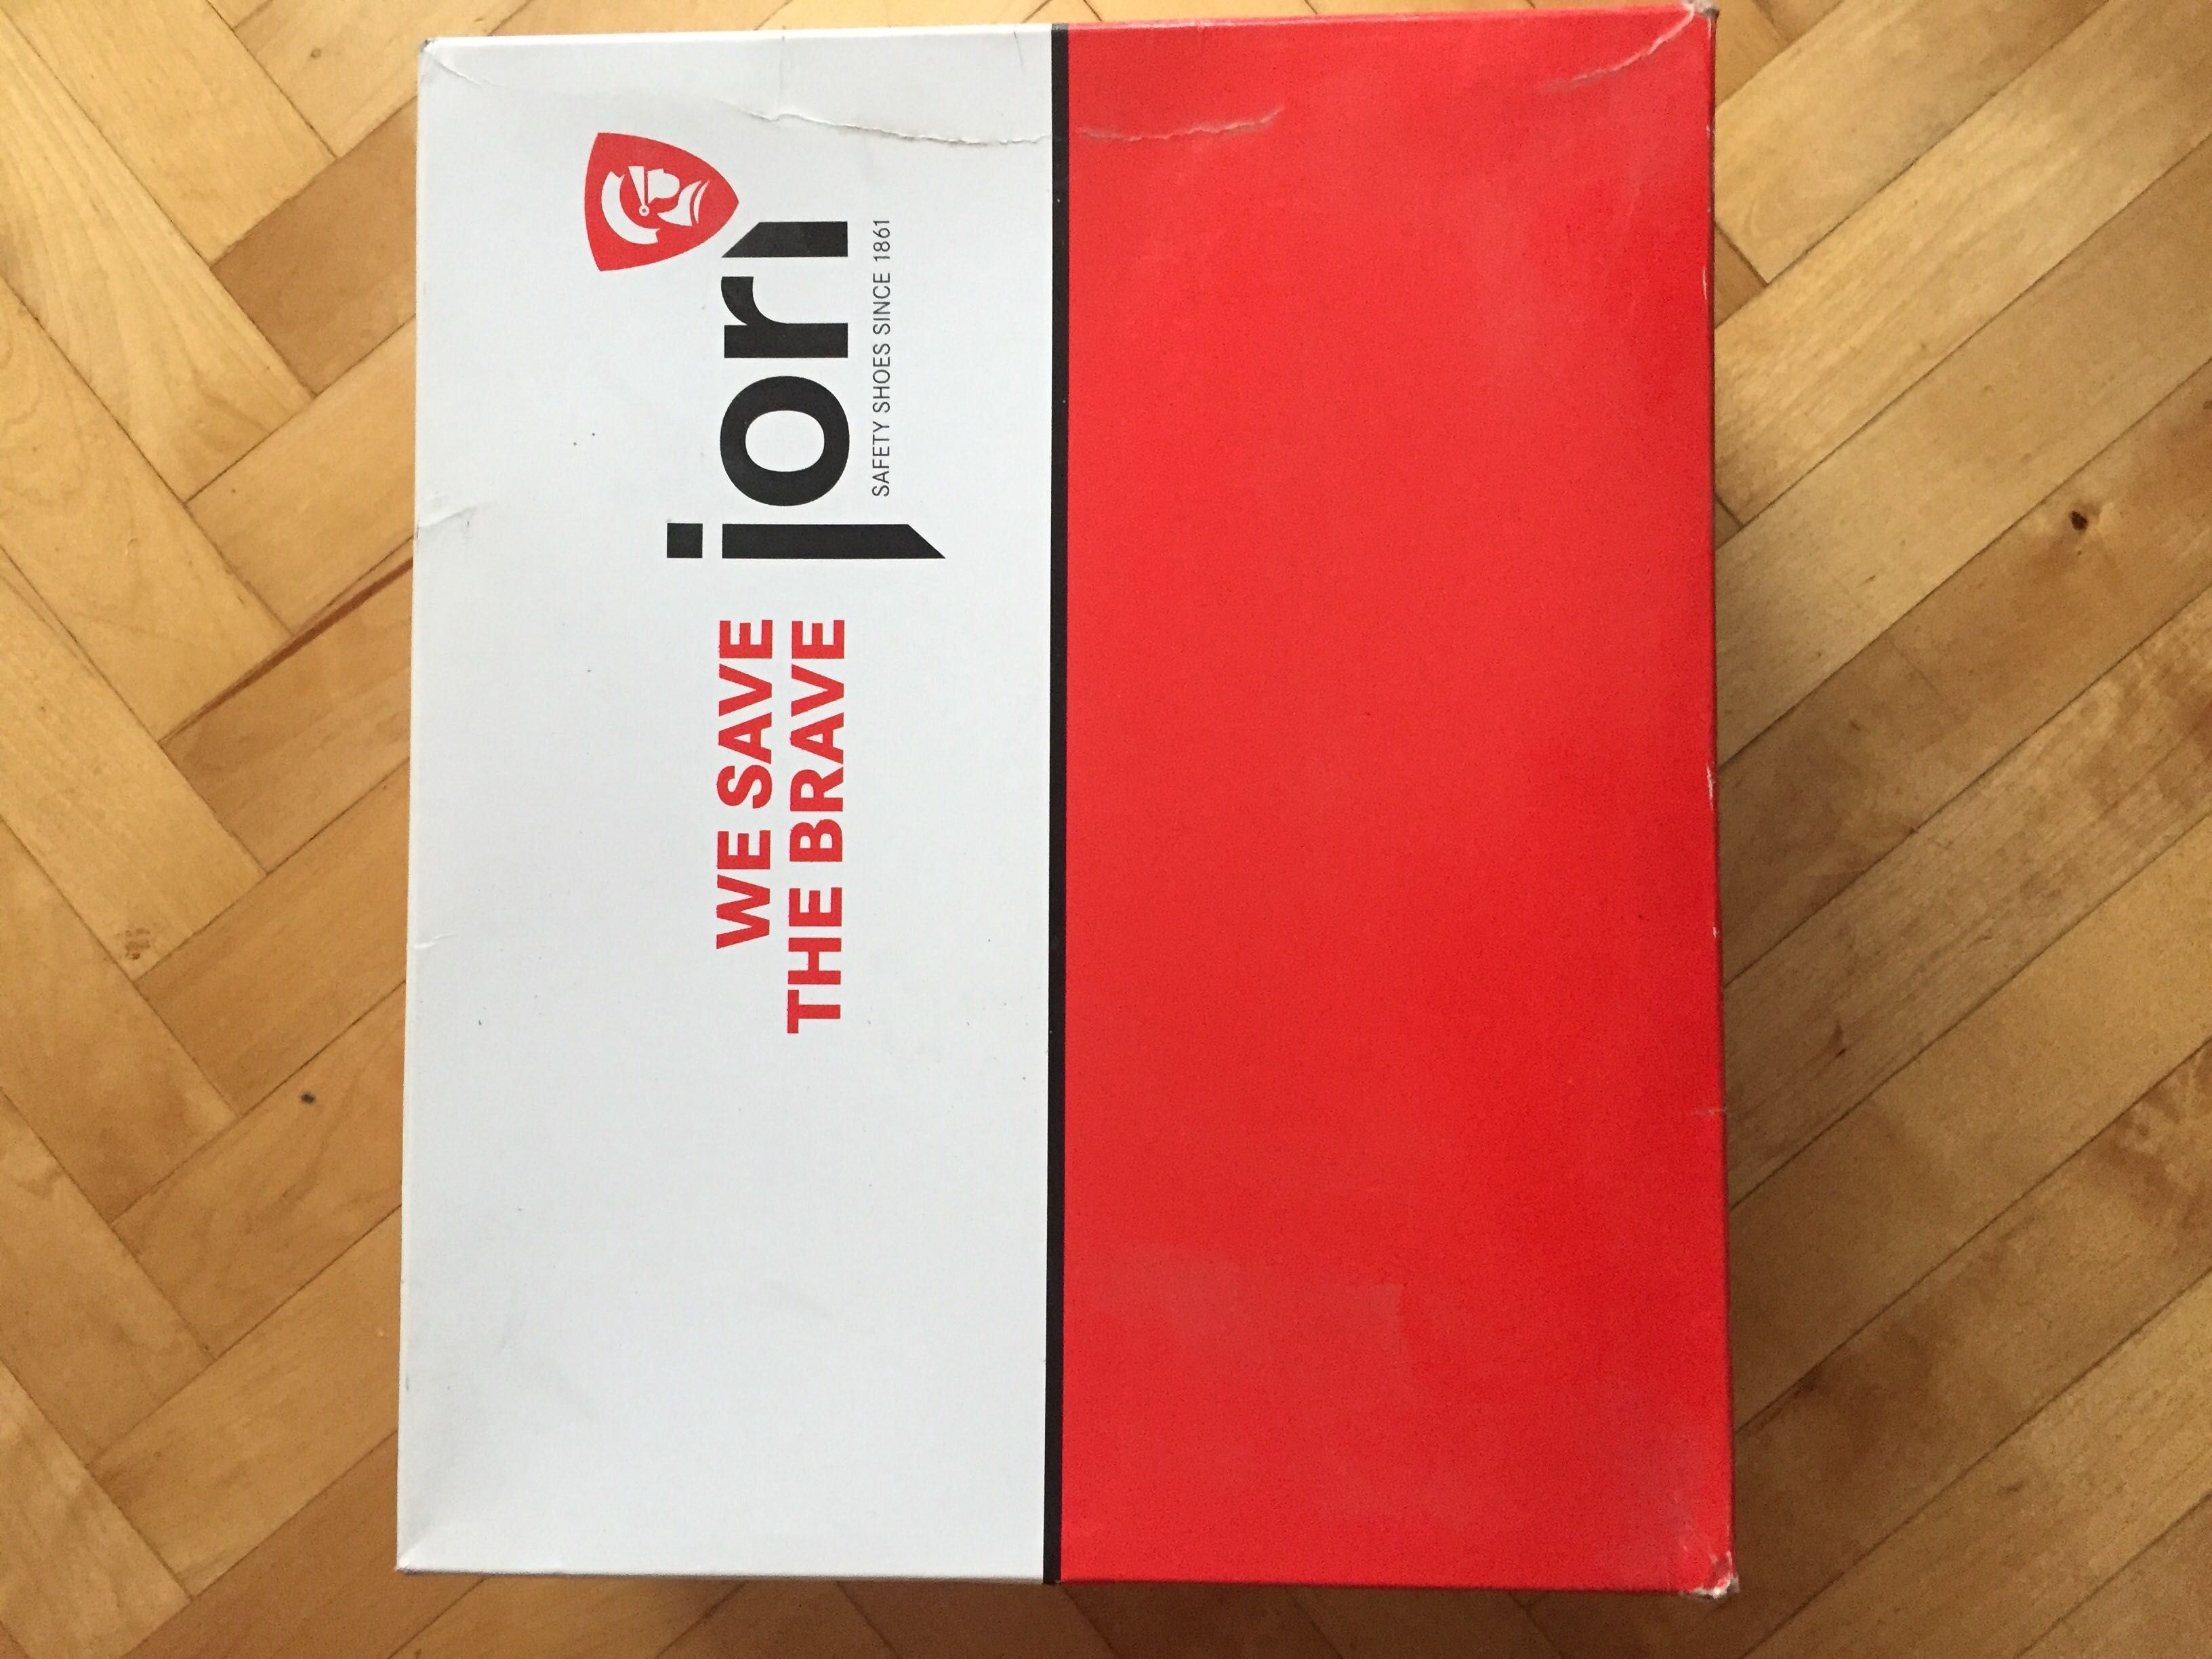 WE SAVE
THE BRAVE
jori
SAFETY SHOES SINCE 1861